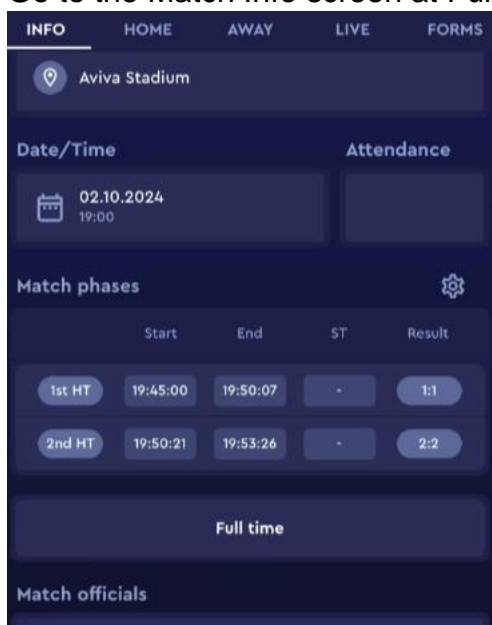 Go to the Match Info screen at Ful
INFO HOME AWAY LIVE FORMS
Aviva Stadium
Date/Time Attendance
02.10.2024
19:00
Match phases
Start End ST Result
1st HT 19:45:00 19:50:07 - 1:1
2nd HT 19:50:21 19:53:26 - 2:2
Full time
Match officials